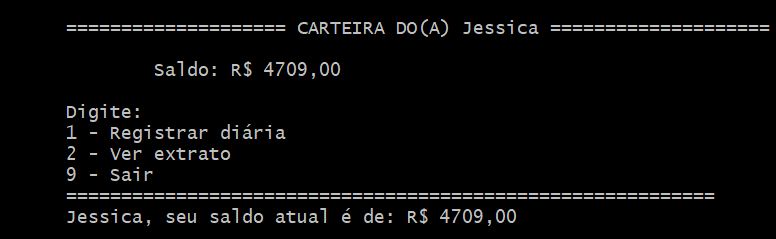 ==================== CARTEIRA DO(A) Jessica ====================
Saldo: R$ 4709,00
Digite:
1 - Registrar diária
2 - Ver extrato
9 - Sair
===========================================================
Jessica, seu saldo atual é de: R$ 4709,00